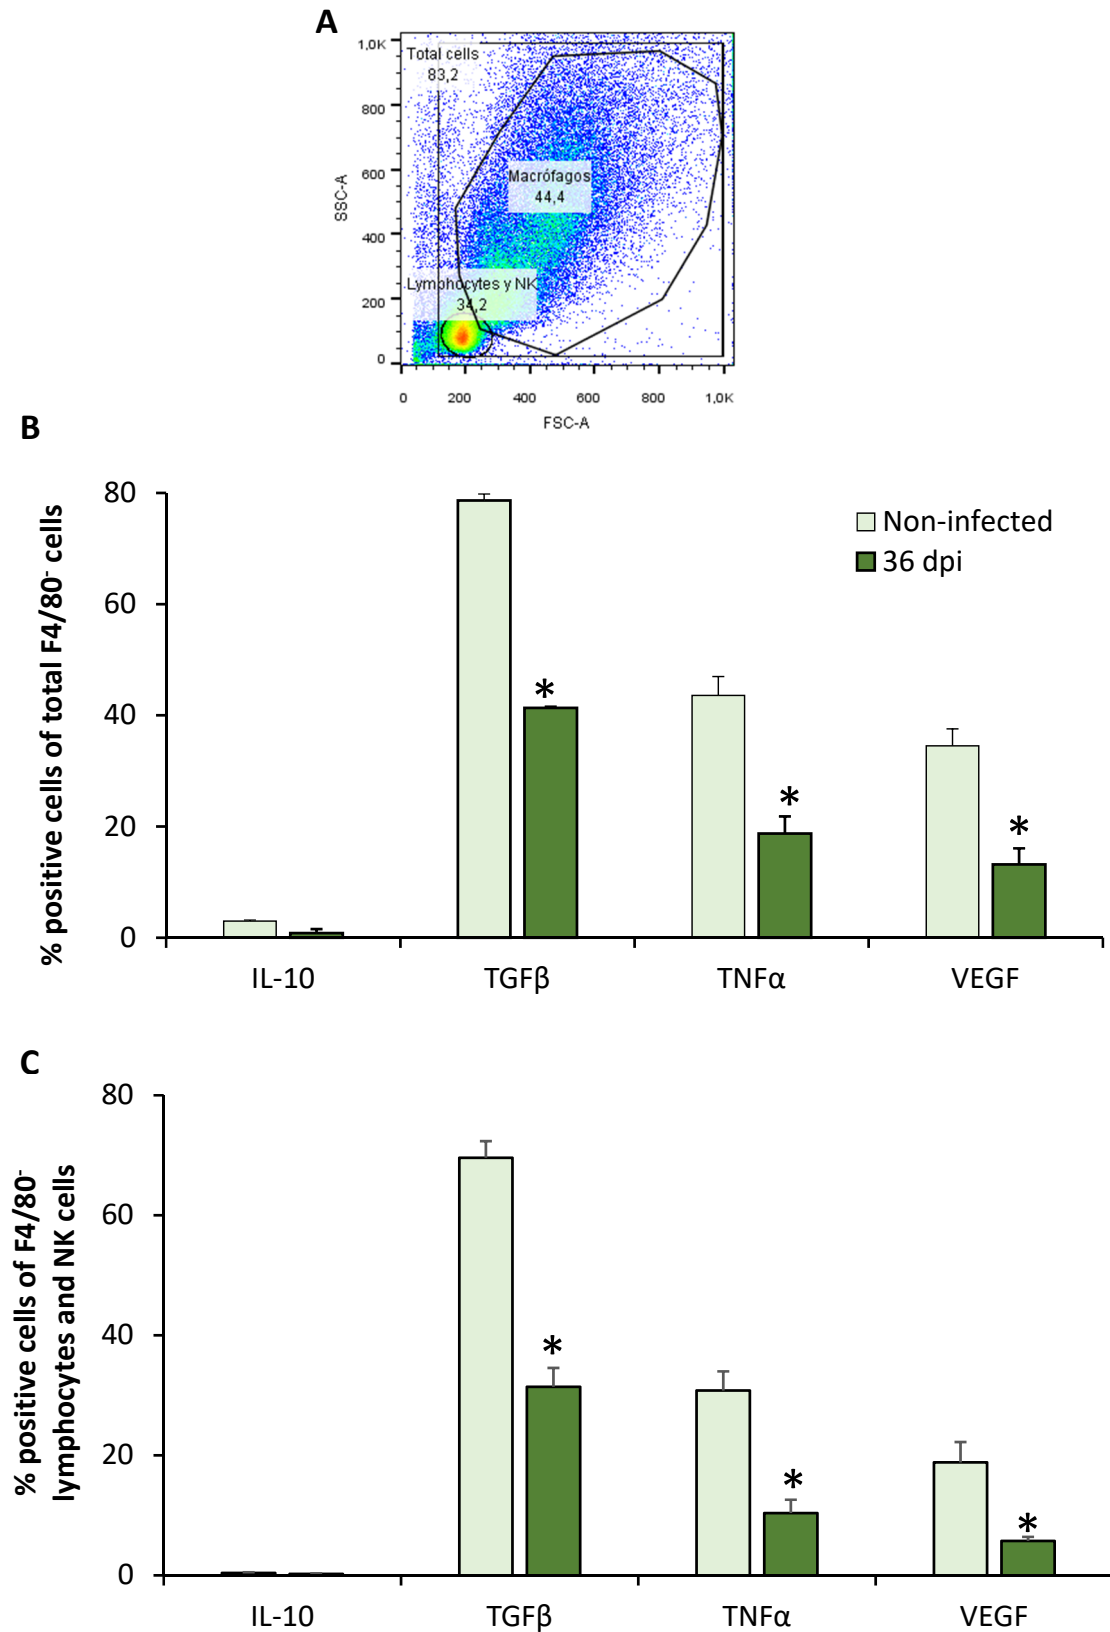 A
1,0K
800
600
400
200
0
SSC-A
Total cells
83,2
Macrófagos
44,4
Lymphocytes y NK
34,2
0 200 400 600 800 1,0K
FSC-A
B
80
60
40
20
0
% positive cells of total F4/80- cells
Non-infected
36 dpi
*
*
*
IL-10 TGFβ TNFα VEGF
C
80
60
40
20
0
% positive cells of F4/80-
lymphocytes and NK cells
*
*
*
IL-10 TGFβ TNFα VEGF